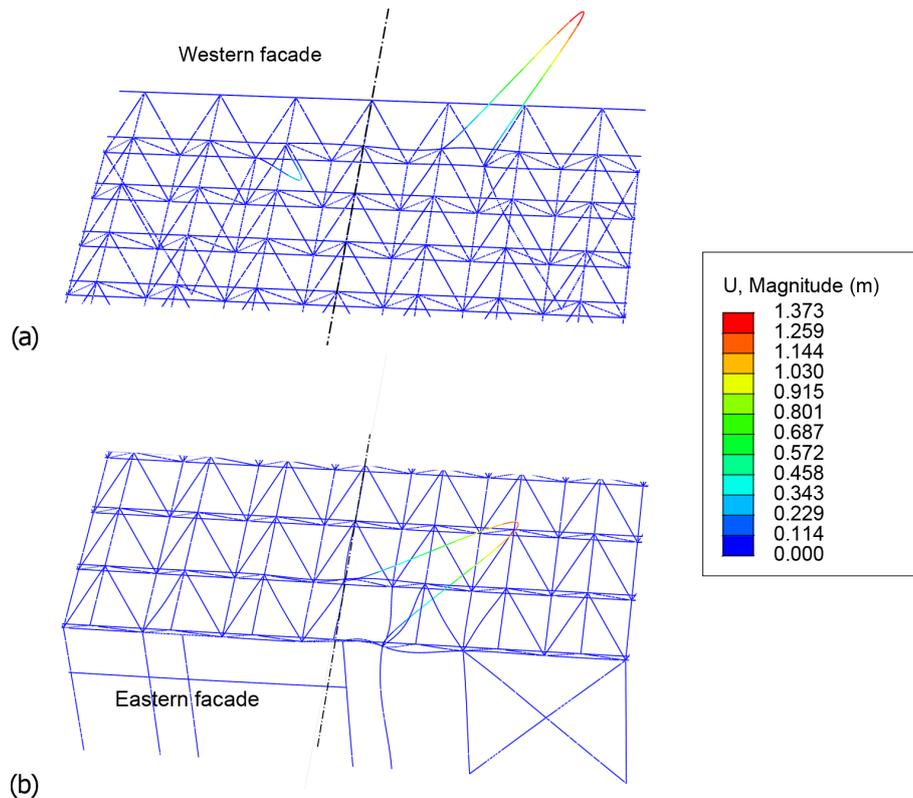 Western facade
(a)
U, Magnitude (m)
1.373
1.259
1.144
1.030
0.915
0.801
0.687
0.572
0.458
0.343
0.229
0.114
0.000
Eastern facade
(b)